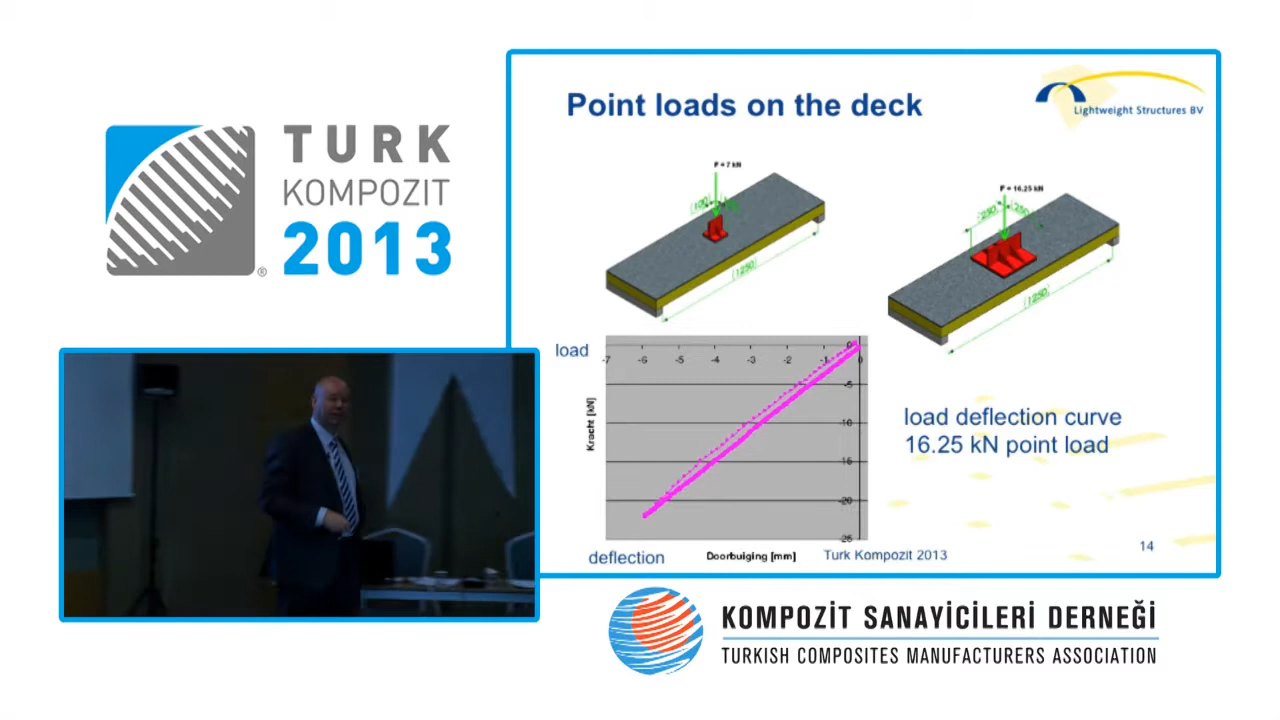 TURK
KOMPOZIT
2013
®
Point loads on the deck
Lightweight Structures BV
F = 7 kN
100
1250
F = 16,25 kN
250
250
1250
load
-7 -6 -5 -4 -3 -2 -1 0
0
-5
-10
-15
-20
-25
Kracht [kN]
load deflection curve
16.25 kN point load
deflection
Doorbuiging [mm]
Turk Kompozit 2013
14
KOMPOZİT SANAYİCİLERİ DERNEĞİ
TURKISH COMPOSITES MANUFACTURERS ASSOCIATION